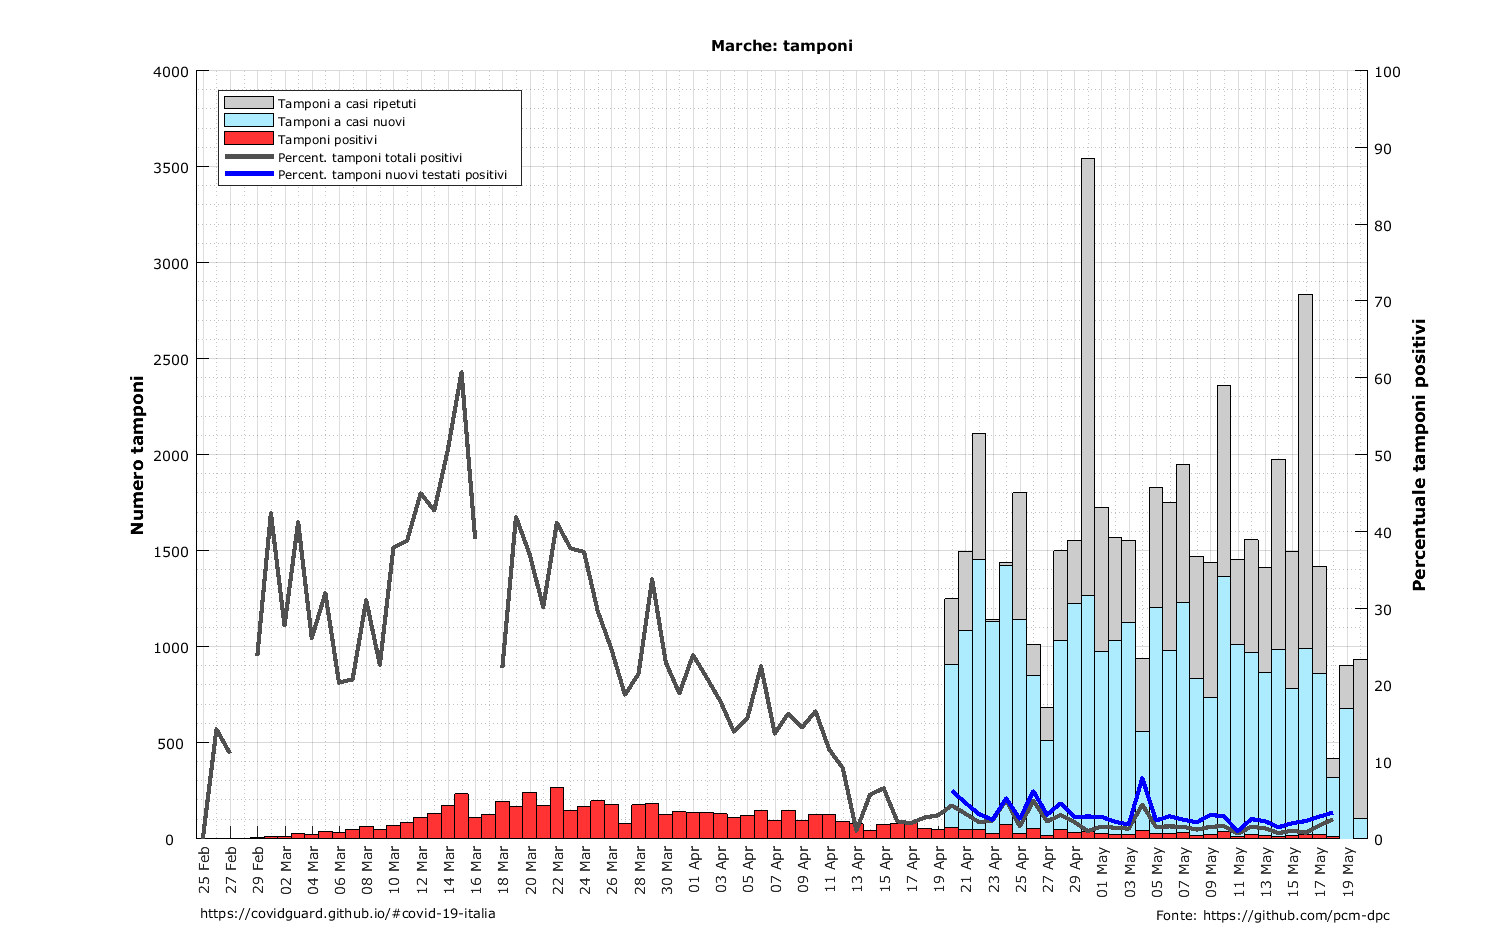 Marche: tamponi
4000
3500
3000
2500
2000
1500
1000
500
0
100
90
80
70
60
50
40
30
20
10
0
Numero tamponi
Percentuale tamponi positivi
Tamponi a casi ripetuti
Tamponi a casi nuovi
Tamponi positivi
Percent. tamponi totali positivi
Percent. tamponi nuovi testati positivi
25 Feb
27 Feb
29 Feb
02 Mar
04 Mar
06 Mar
08 Mar
10 Mar
12 Mar
14 Mar
16 Mar
18 Mar
20 Mar
22 Mar
24 Mar
26 Mar
28 Mar
30 Mar
01 Apr
03 Apr
05 Apr
07 Apr
09 Apr
11 Apr
13 Apr
15 Apr
17 Apr
19 Apr
21 Apr
23 Apr
25 Apr
27 Apr
29 Apr
01 May
03 May
05 May
07 May
09 May
11 May
13 May
15 May
17 May
19 May
https://covidguard.github.io/#covid-19-italia
Fonte: https://github.com/pcm-dpc